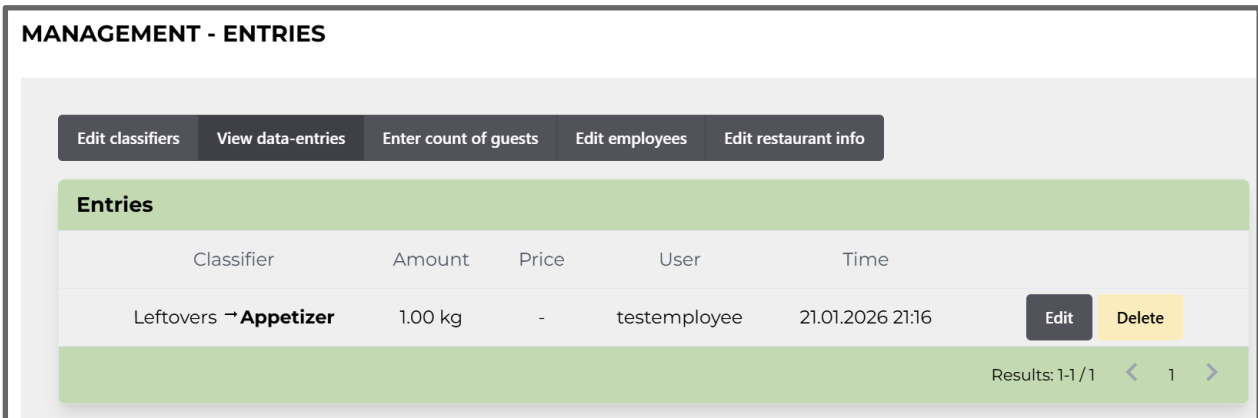 MANAGEMENT - ENTRIES
Edit classifiers View data-entries Enter count of guests Edit employees Edit restaurant info
Entries
Classifier Amount Price User Time
Leftovers → Appetizer 1.00 kg - testemployee 21.01.2026 21:16 Edit Delete
Results: 1-1 / 1 < 1 >